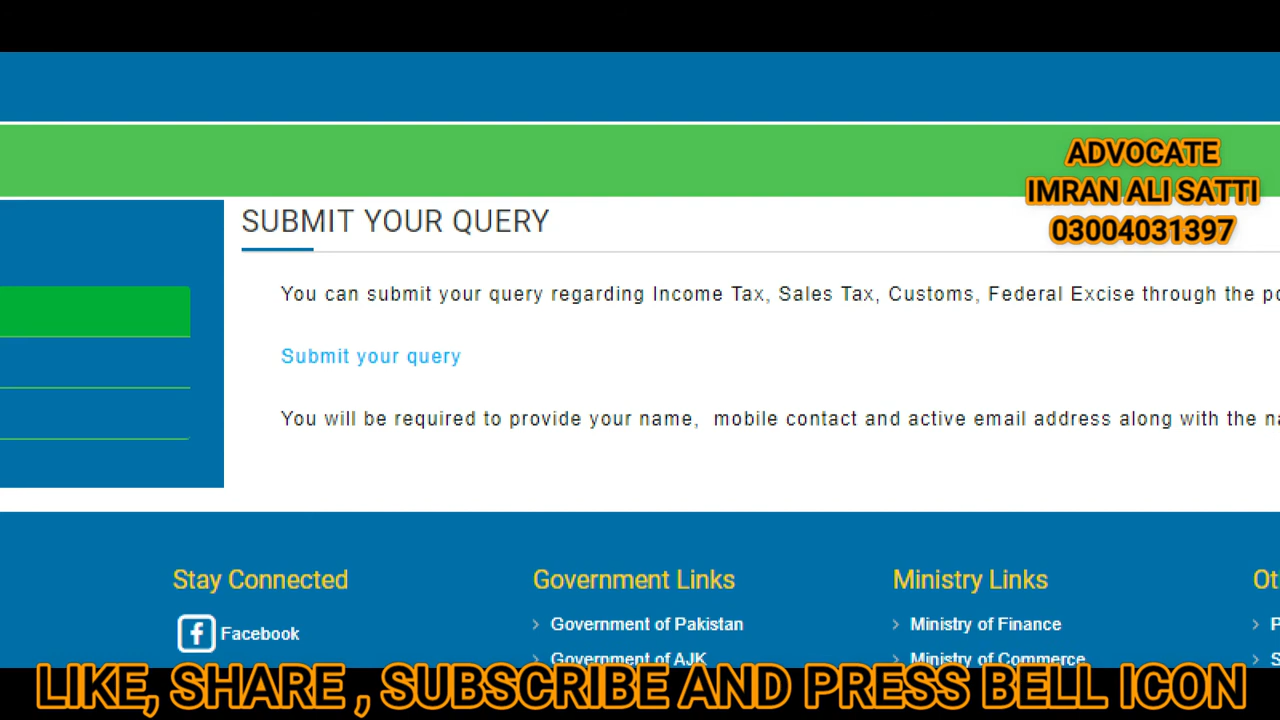 ADVOCATE
IMRAN ALI SATTI
03004031397
SUBMIT YOUR QUERY
You can submit your query regarding Income Tax, Sales Tax, Customs, Federal Excise through the
Submit your query
You will be required to provide your name, mobile contact and active email address along with the
Stay Connected
Facebook
Government Links
Government of Pakistan
Government of AJK
Ministry Links
Ministry of Finance
Ministry of Commerce
LIKE, SHARE , SUBSCRIBE AND PRESS BELL ICON